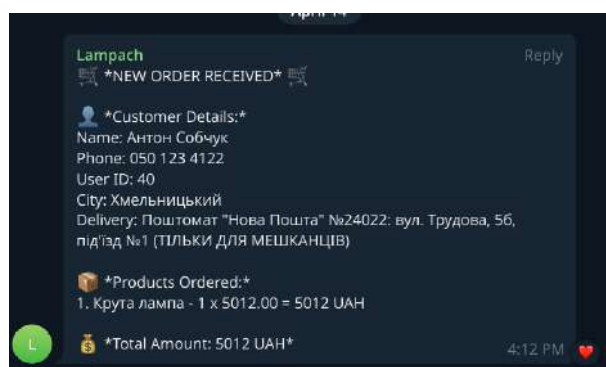 April 14
Lampach
Reply
🛒 *NEW ORDER RECEIVED* 🛒
👤 *Customer Details:*
Name: Антон Собчук
Phone: 050 123 4122
User ID: 40
City: Хмельницький
Delivery: Поштомат "Нова Пошта" №24022: вул. Трудова, 5б,
під'їзд №1 (ТІЛЬКИ ДЛЯ МЕШКАНЦІВ)
📦 *Products Ordered:*
1. Крута лампа - 1 x 5012.00 = 5012 UAH
💰 *Total Amount: 5012 UAH*
L
4:12 PM